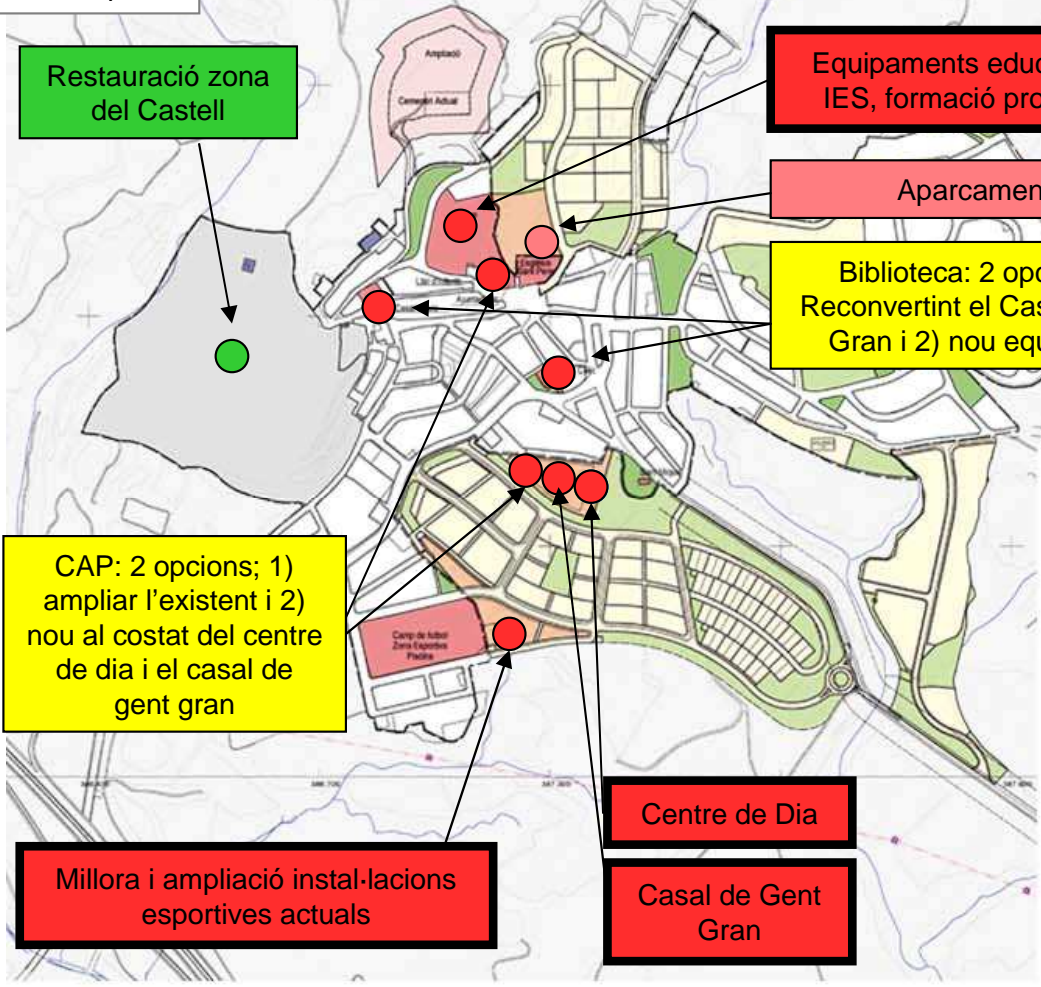 Restauració zona
del Castell
Equipaments educ
IES, formació pro
Aparcamen
Biblioteca: 2 opc
Reconvertint el Cas
Gran i 2) nou equ
Ampliació
Cementiri Actual
CAP: 2 opcions; 1)
ampliar l'existent i 2)
nou al costat del centre
de dia i el casal de
gent gran
Camp de futbol
Zona Esportiva
Piscina
Centre de Dia
Casal de Gent
Gran
Millora i ampliació instal·lacions
esportives actuals